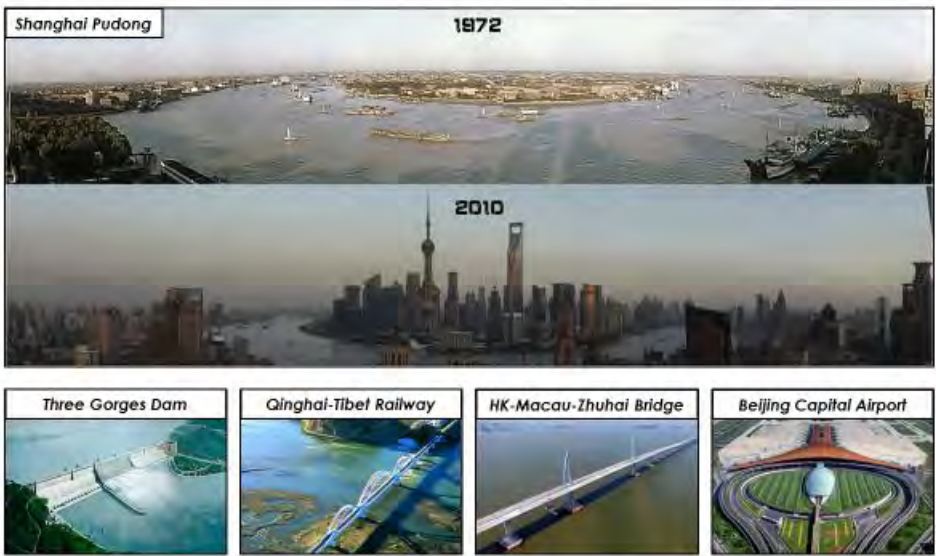 Shanghai Pudong
1972
2010
Three Gorges Dam
Qinghai-Tibet Railway
HK-Macau-Zhuhai Bridge
Beijing Capital Airport